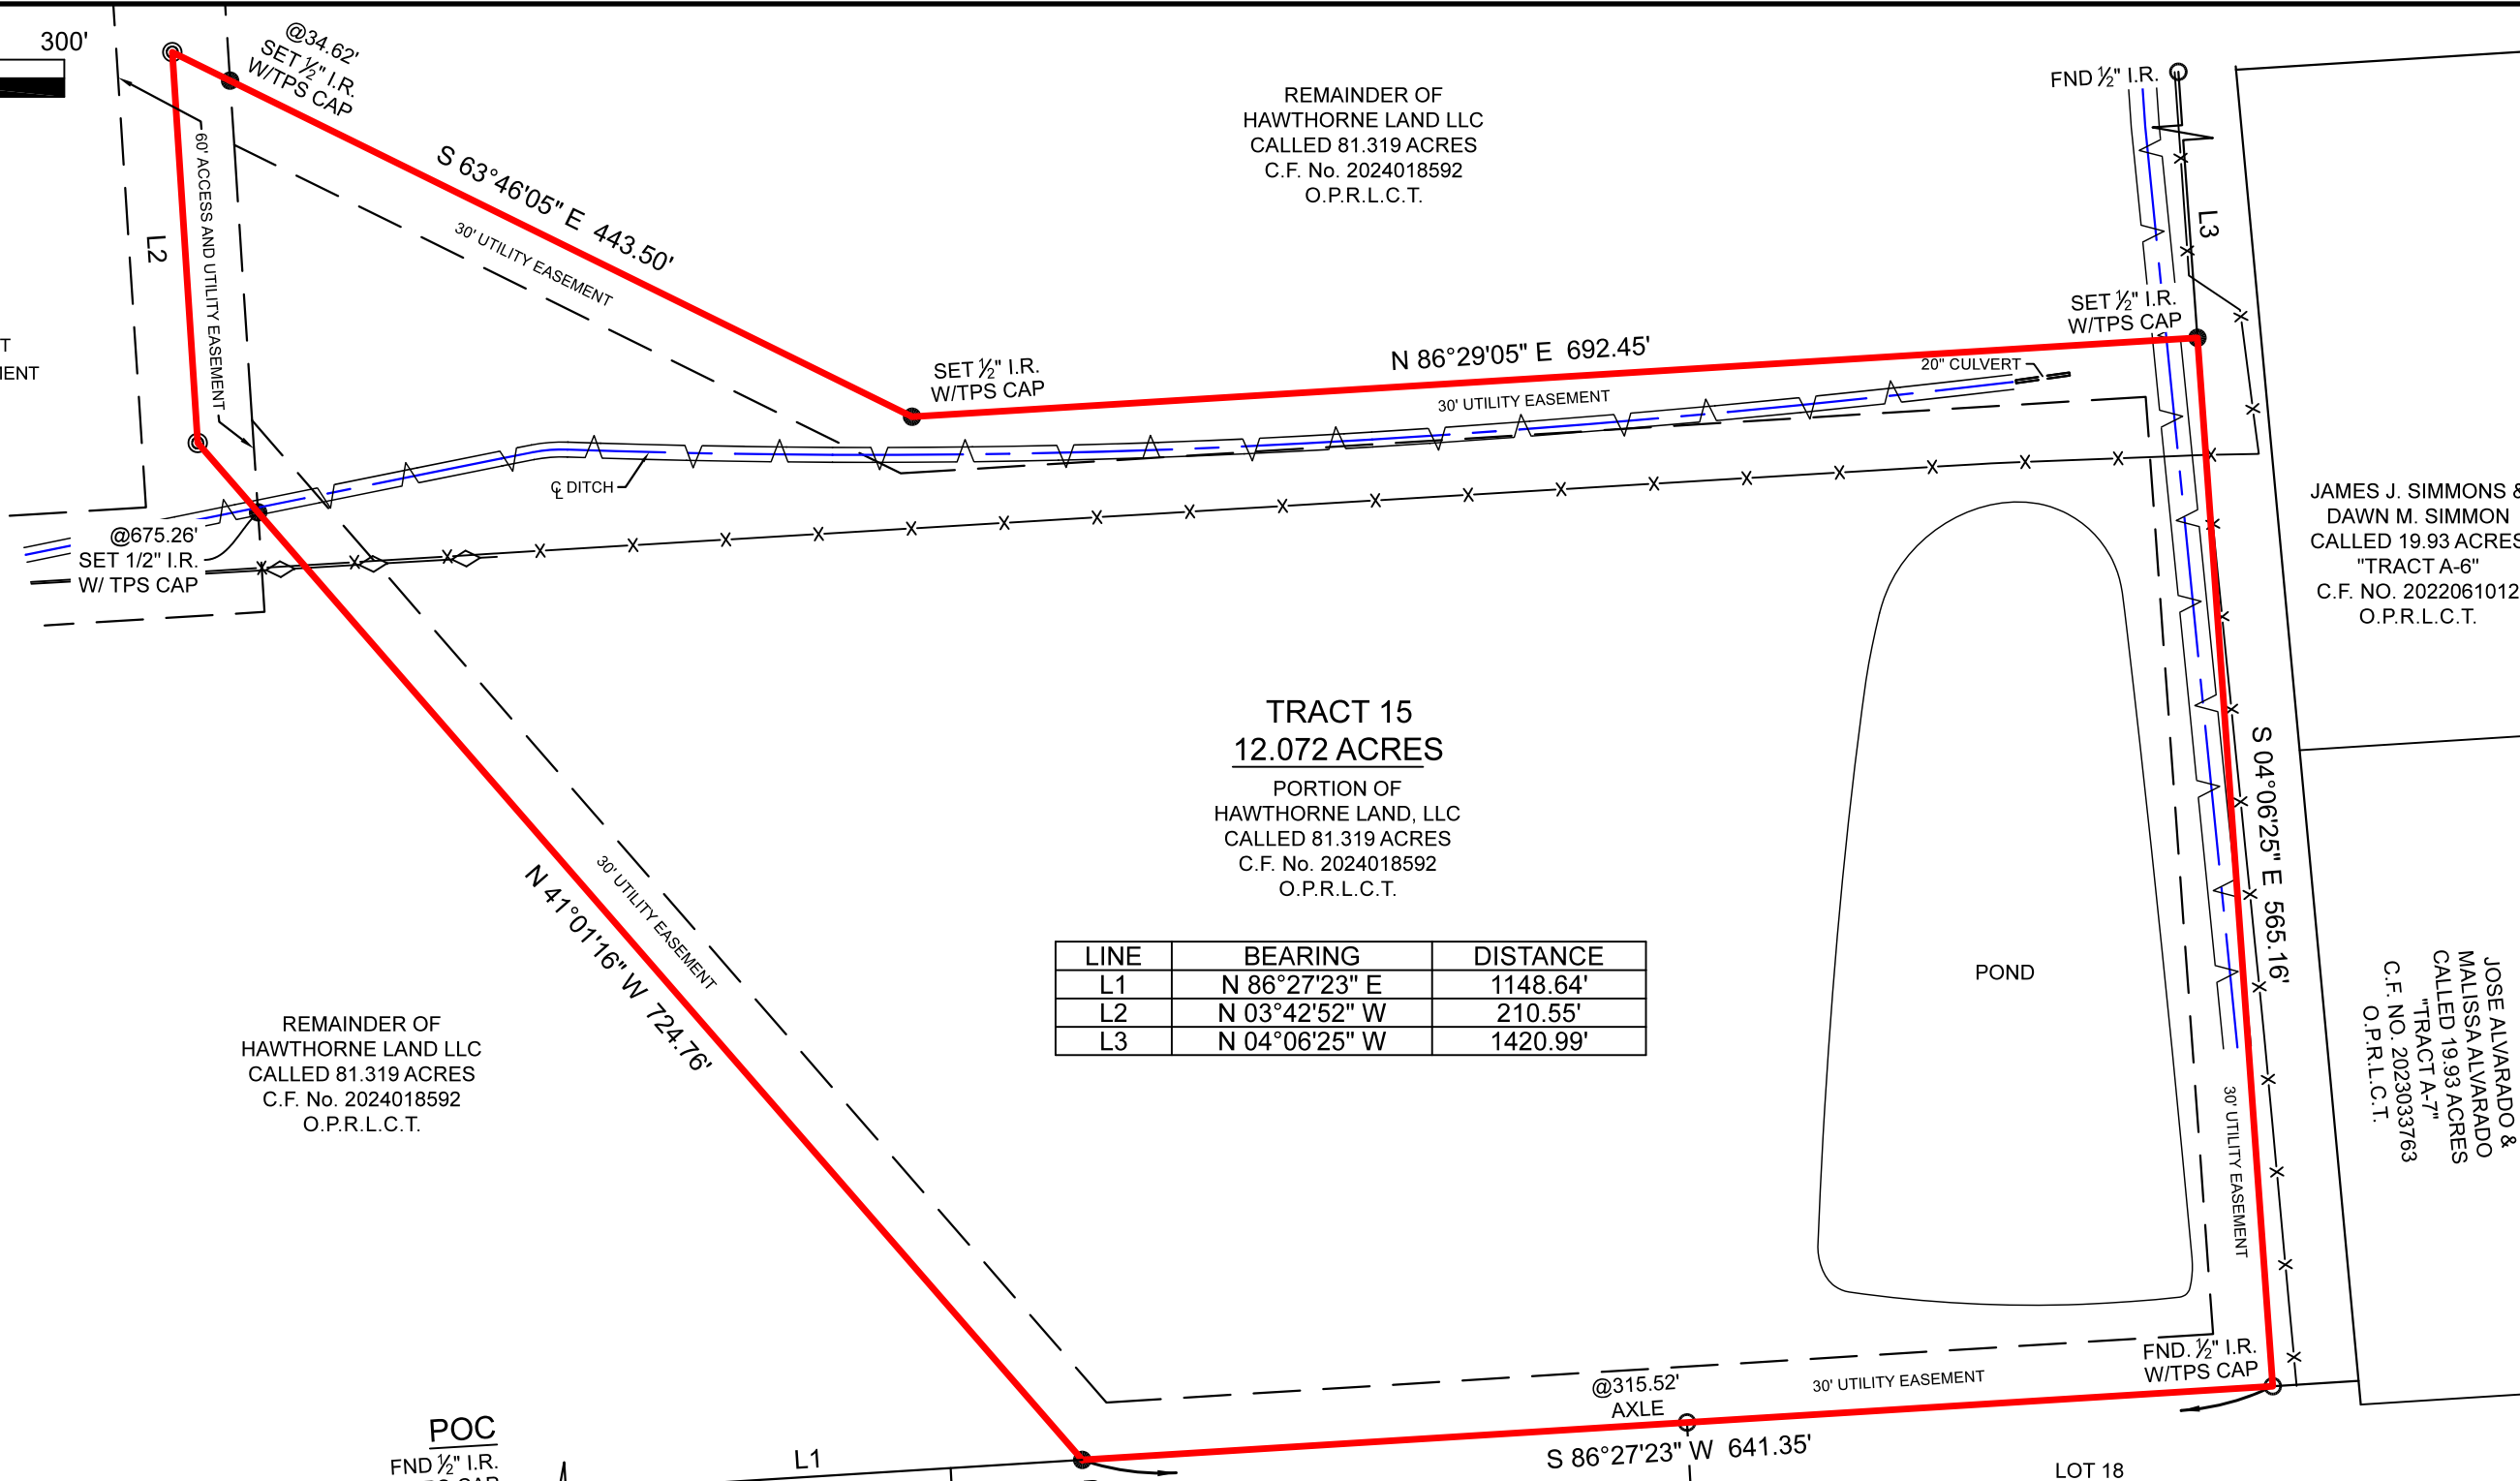 300'
@34.62'
SET ½" I.R.
W/TPS CAP
S 63°46'05" E 443.50'
30' UTILITY EASEMENT
60' ACCESS AND UTILITY EASEMENT
L2
REMAINDER OF
HAWTHORNE LAND LLC
CALLED 81.319 ACRES
C.F. No. 2024018592
O.P.R.L.C.T.
FND ½" I.R.
L3
SET ½" I.R.
W/TPS CAP
SET ½" I.R.
W/TPS CAP
N 86°29'05" E 692.45'
30' UTILITY EASEMENT
20" CULVERT
℄ DITCH
@675.26'
SET 1/2" I.R.
W/ TPS CAP
JAMES J. SIMMONS &
DAWN M. SIMMON
CALLED 19.93 ACRES
"TRACT A-6"
C.F. NO. 2022061012
O.P.R.L.C.T.
TRACT 15
12.072 ACRES
PORTION OF
HAWTHORNE LAND, LLC
CALLED 81.319 ACRES
C.F. No. 2024018592
O.P.R.L.C.T.
S 04°06'25" E 565.16'
30' UTILITY EASEMENT
N 41°01'16" W 724.76'
LINE BEARING DISTANCE
L1 N 86°27'23" E 1148.64'
L2 N 03°42'52" W 210.55'
L3 N 04°06'25" W 1420.99'
POND
JOSE ALVARADO &
MALISSA ALVARADO
CALLED 19.93 ACRES
"TRACT A-7"
C.F. NO. 2023033763
O.P.R.L.C.T.
REMAINDER OF
HAWTHORNE LAND LLC
CALLED 81.319 ACRES
C.F. No. 2024018592
O.P.R.L.C.T.
30' UTILITY EASEMENT
FND. ½" I.R.
W/TPS CAP
@315.52'
AXLE
30' UTILITY EASEMENT
S 86°27'23" W 641.35'
POC
FND ½" I.R.
L1
LOT 18